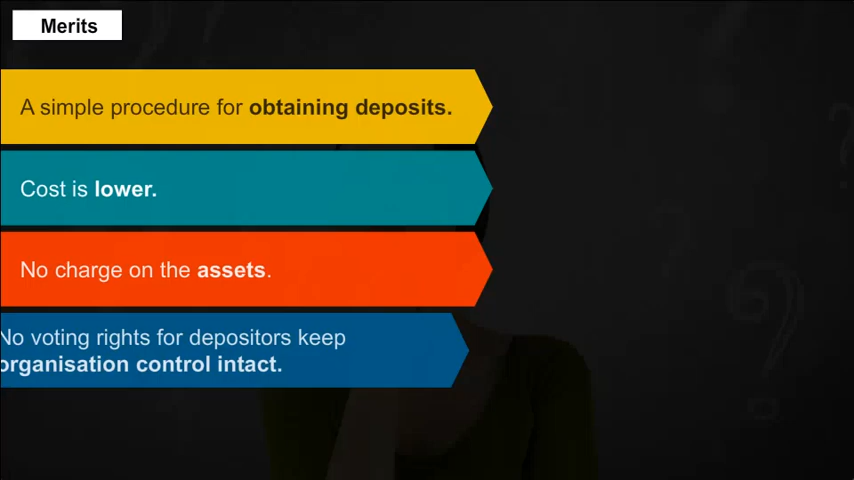 Merits
A simple procedure for obtaining deposits.
Cost is lower.
No charge on the assets.
No voting rights for depositors keep
organisation control intact.